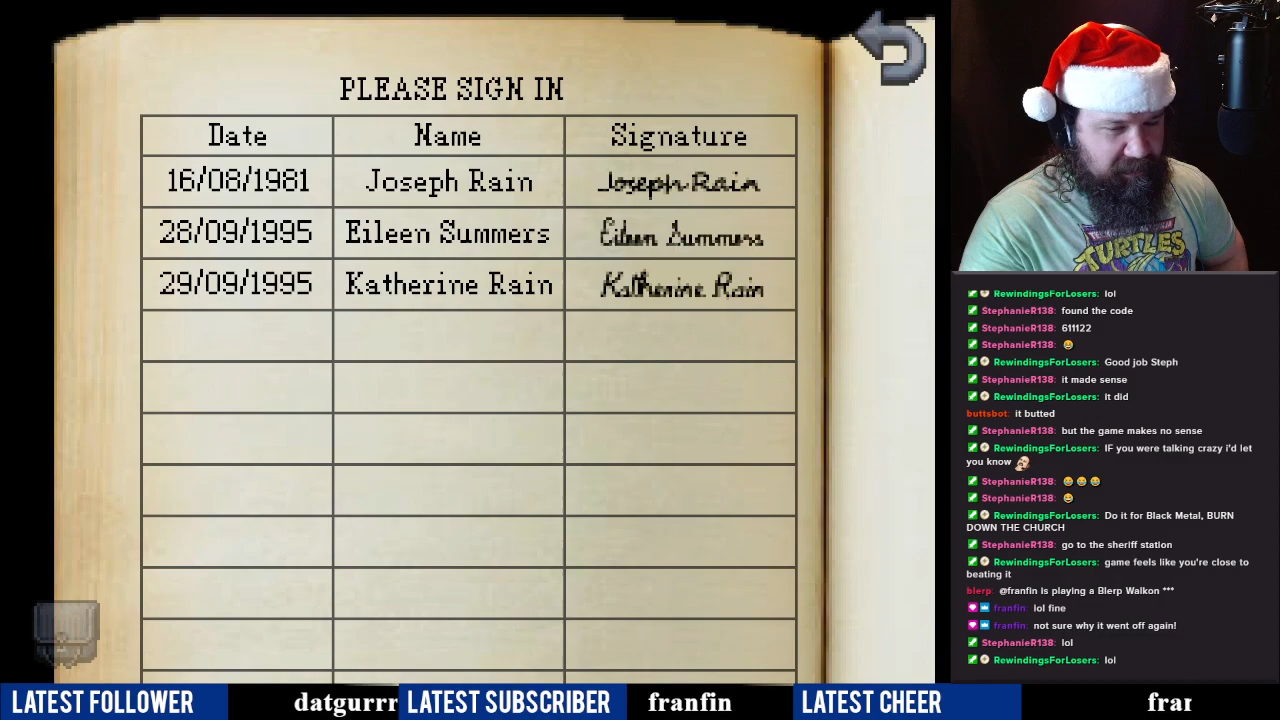 PLEASE SIGN IN
Date Name Signature
16/08/1981 Joseph Rain Joseph Rain
28/09/1995 Eileen Summers Eileen Summers
29/09/1995 Katherine Rain Katherine Rain
TURTLES
RewindingsForLosers: lol
StephanieR138: found the code
StephanieR138: 611122
StephanieR138: 😂
RewindingsForLosers: Good job Steph
StephanieR138: it made sense
RewindingsForLosers: it did
buttsbot: it butted
StephanieR138: but the game makes no sense
RewindingsForLosers: IF you were talking crazy i'd let
you know
StephanieR138: 😂 😂 😂
StephanieR138: 😄
RewindingsForLosers: Do it for Black Metal, BURN
DOWN THE CHURCH
StephanieR138: go to the sheriff station
RewindingsForLosers: game feels like you're close to
beating it
blerp: @franfin is playing a Blerp Walkon ***
franfin: lol fine
franfin: not sure why it went off again!
StephanieR138: lol
RewindingsForLosers: lol
LATEST FOLLOWER datgurrr LATEST SUBSCRIBER franfin LATEST CHEER frar